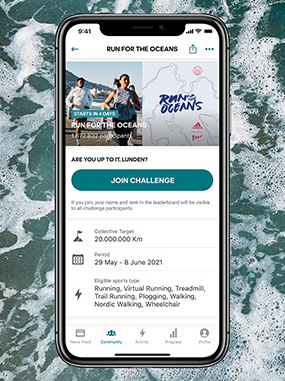 9:41
RUN FOR THE OCEANS
RUN FOR THE OCEANS
STARTS IN 4 DAYS
RUN FOR THE OCEANS
participants
ARE YOU UP TO IT, LUNDEN?
JOIN CHALLENGE
If you join, your name and rank in the leaderboard will be visible
to all challenge participants.
Collective Target
20.000.000 Km
Period
29 May - 8 June 2021
Eligible sports type
Running, Virtual Running, Treadmill,
Trail Running, Plogging, Walking,
Nordic Walking, Wheelchair
News Feed
Community
Activity
Progress
Profile